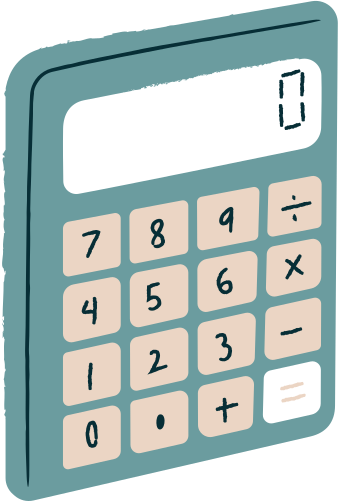 0
7 8 9 ÷
4 5 6 ×
1 2 3 −
0 . + =